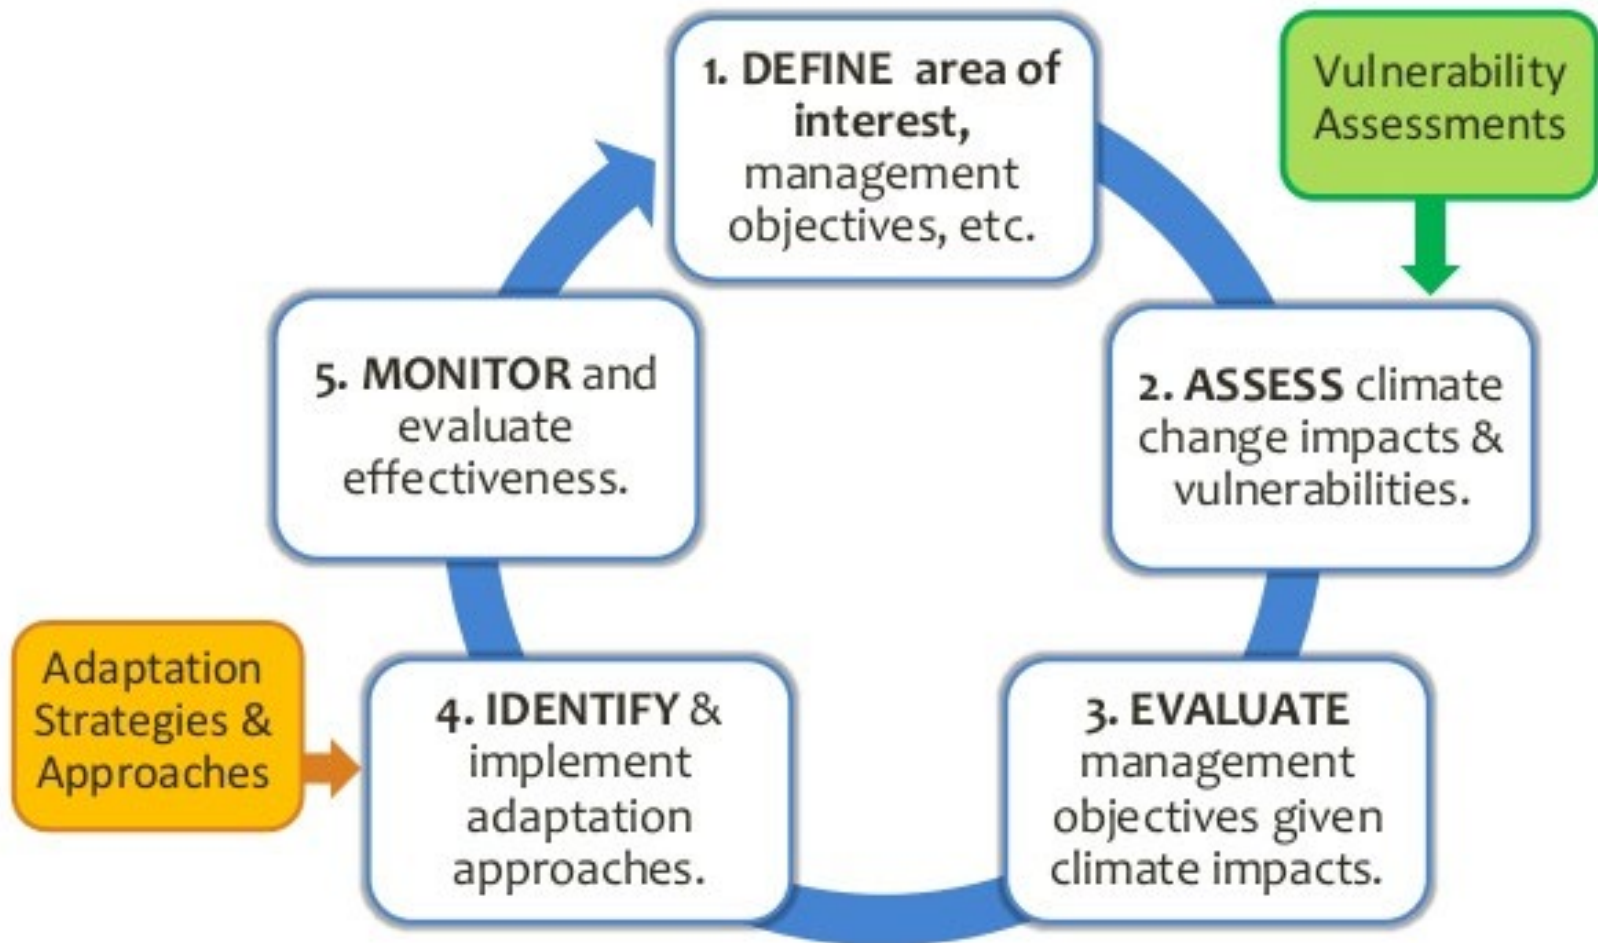 1. DEFINE area of
interest,
management
objectives, etc.
Vulnerability
Assessments
2. ASSESS climate
change impacts &
vulnerabilities.
3. EVALUATE
management
objectives given
climate impacts.
4. IDENTIFY &
implement
adaptation
approaches.
Adaptation
Strategies &
Approaches
5. MONITOR and
evaluate
effectiveness.